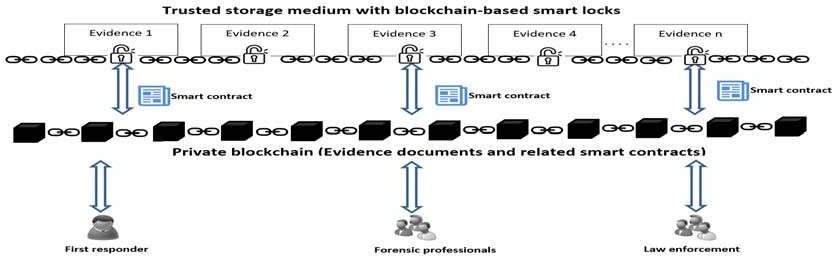 Trusted storage medium with blockchain-based smart locks
Evidence 1 Evidence 2 Evidence 3 Evidence 4 .... Evidence n
Smart contract Smart contract Smart contract
Private blockchain (Evidence documents and related smart contracts)
First responder Forensic professionals Law enforcement